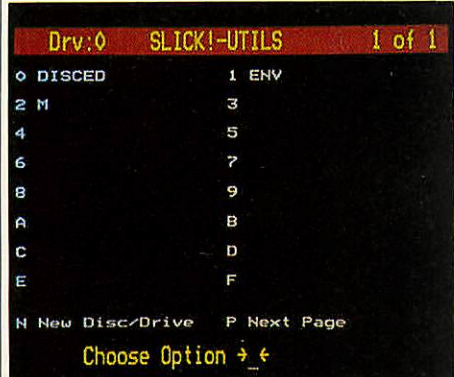 Drv:0 SLICK!-UTILS 1 of 1
0 DISCED 1 ENV
2 M 3
4 5
6 7
8 9
A B
C D
E F
N New Disc/Drive P Next Page
Choose Option →_←